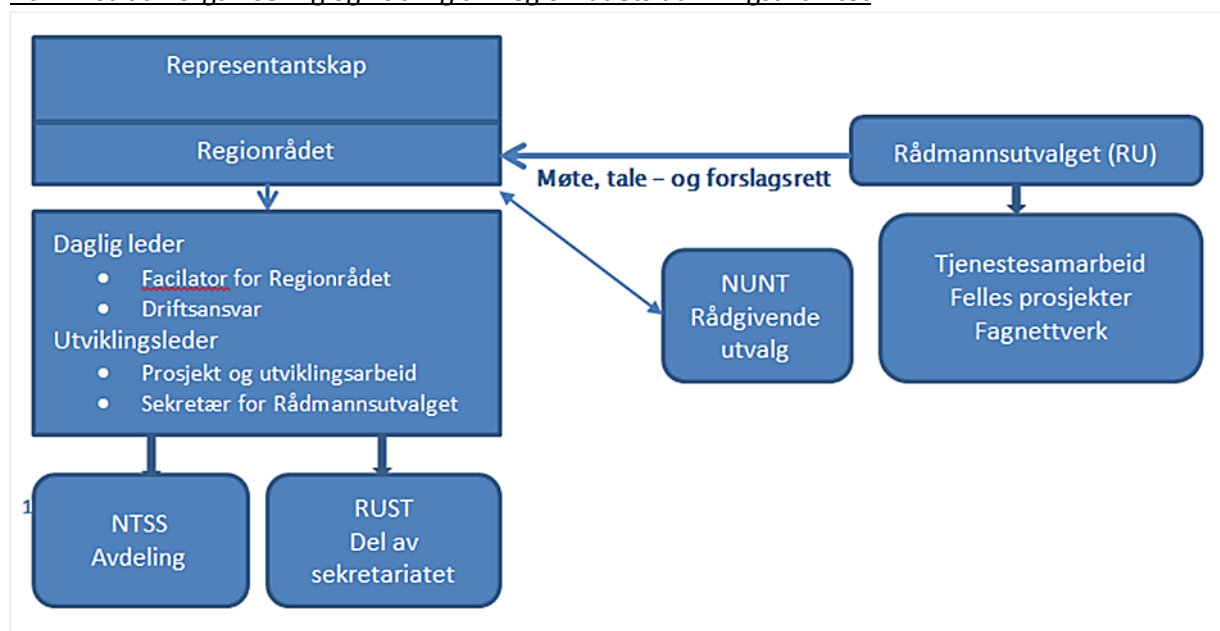 Representantskap
Regionrådet
Rådmannsutvalget (RU)
Møte, tale – og forslagsrett
Daglig leder
• Facilator for Regionrådet
• Driftsansvar
Utviklingsleder
• Prosjekt og utviklingsarbeid
• Sekretær for Rådmannsutvalget
NUNT
Rådgivende
utvalg
Tjenestesamarbeid
Felles prosjekter
Fagnettverk
1
NTSS
Avdeling
RUST
Del av
sekretariatet